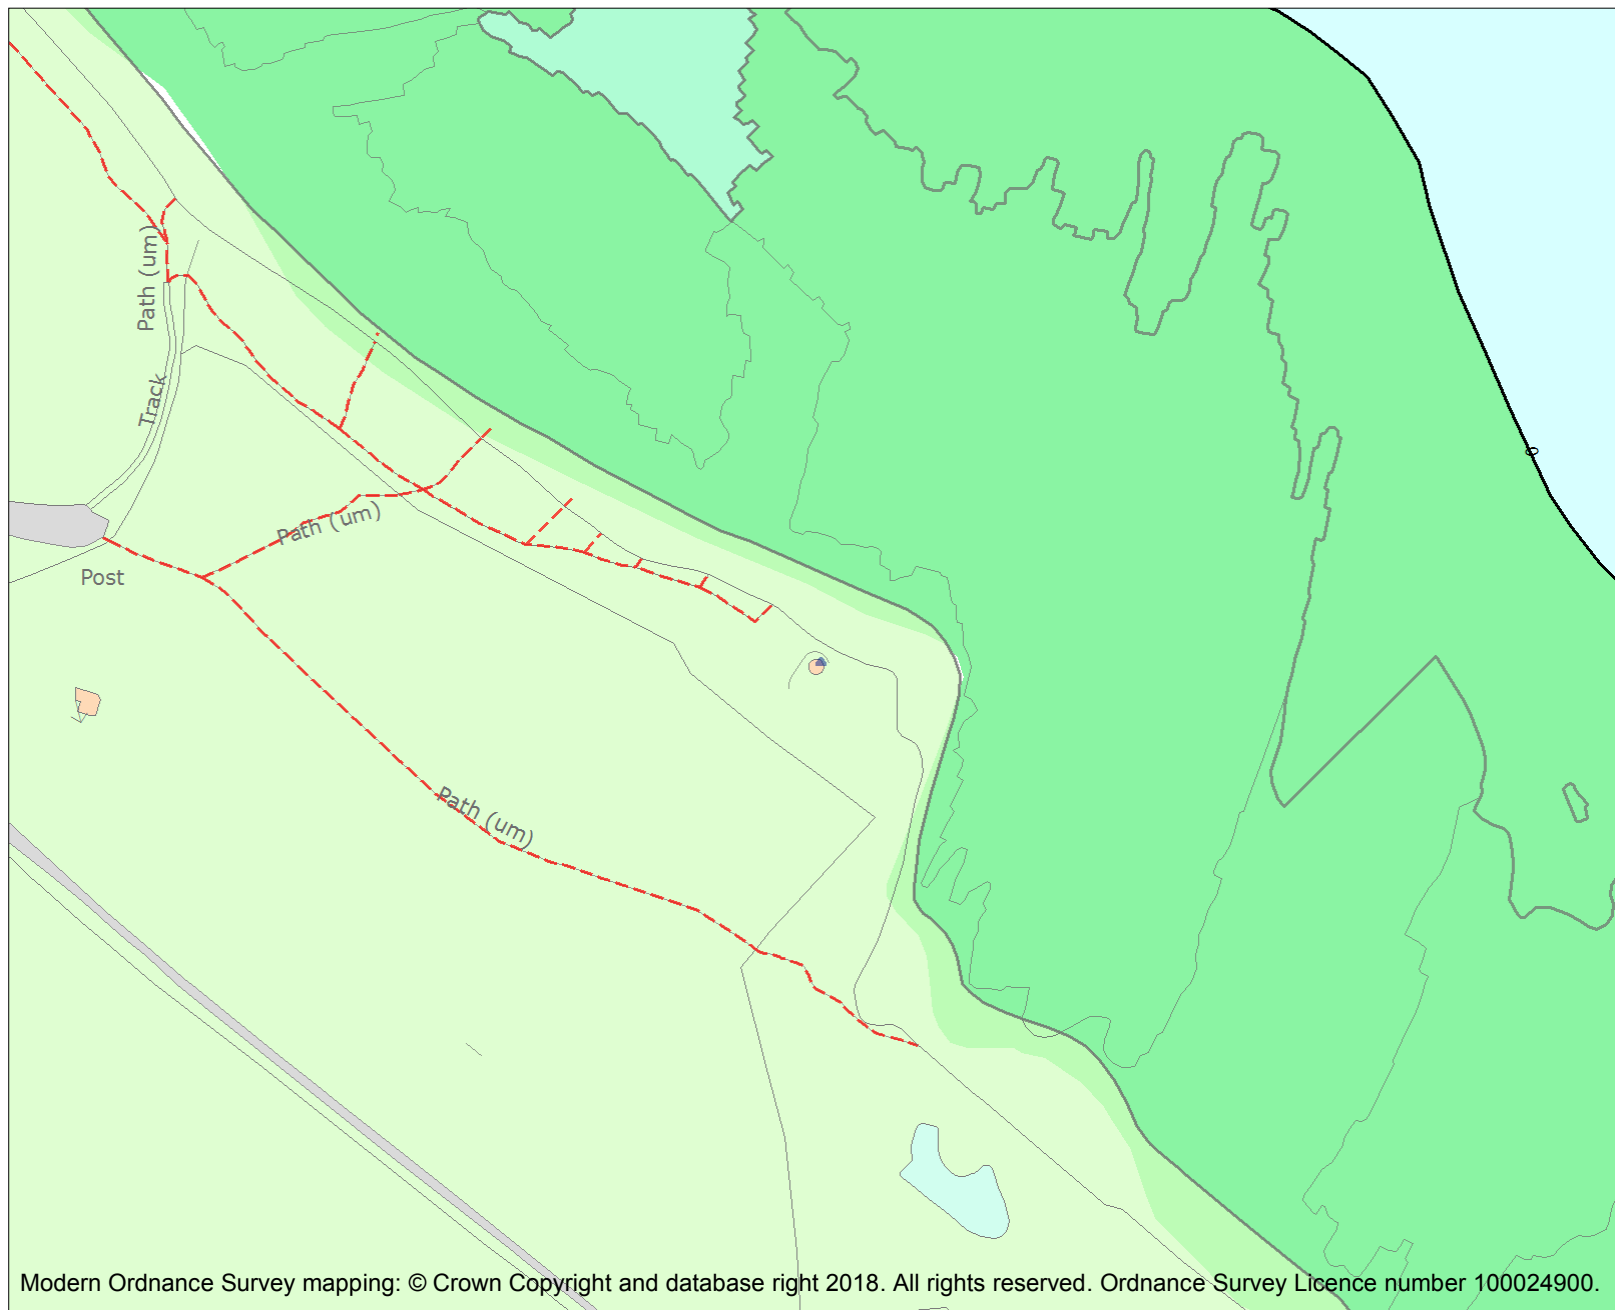 Path (um)
Track
Path (um)
Post
Path (um)
Modern Ordnance Survey mapping: © Crown Copyright and database right 2018. All rights reserved. Ordnance Survey Licence number 100024900.